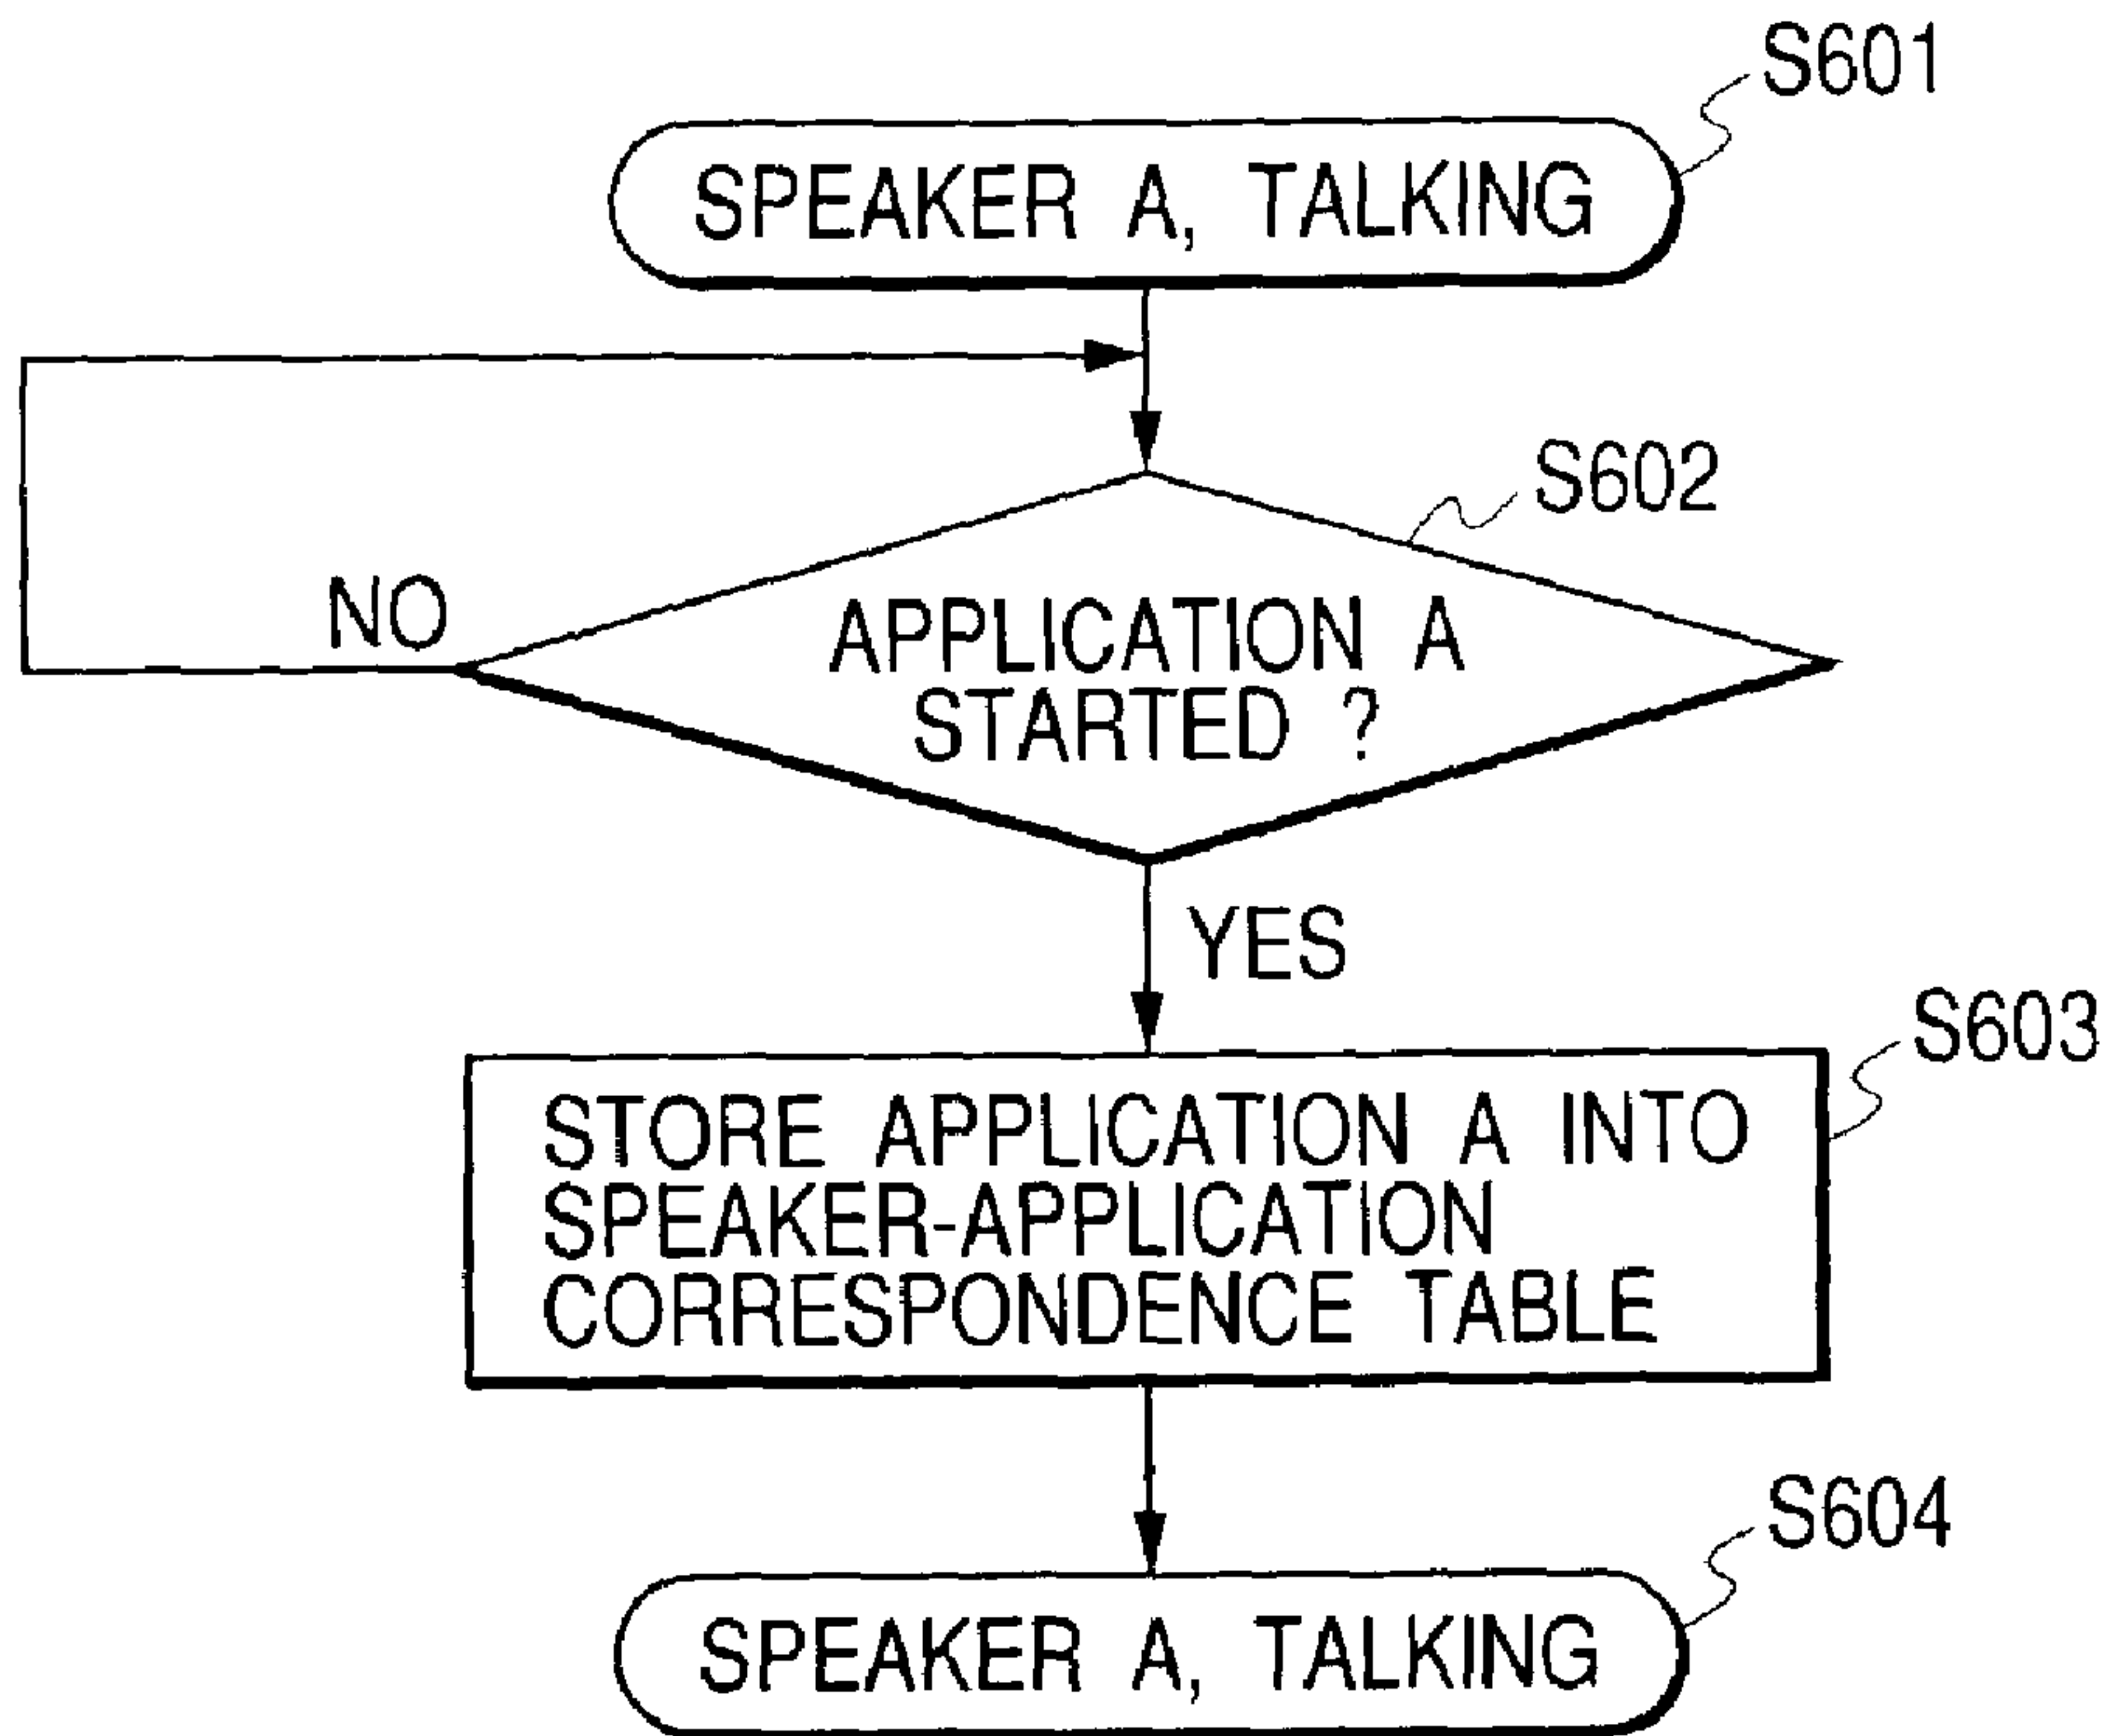 S601
SPEAKER A, TALKING
S602
NO
APPLICATION A
STARTED ?
YES
S603
STORE APPLICATION A INTO
SPEAKER-APPLICATION
CORRESPONDENCE TABLE
S604
SPEAKER A, TALKING